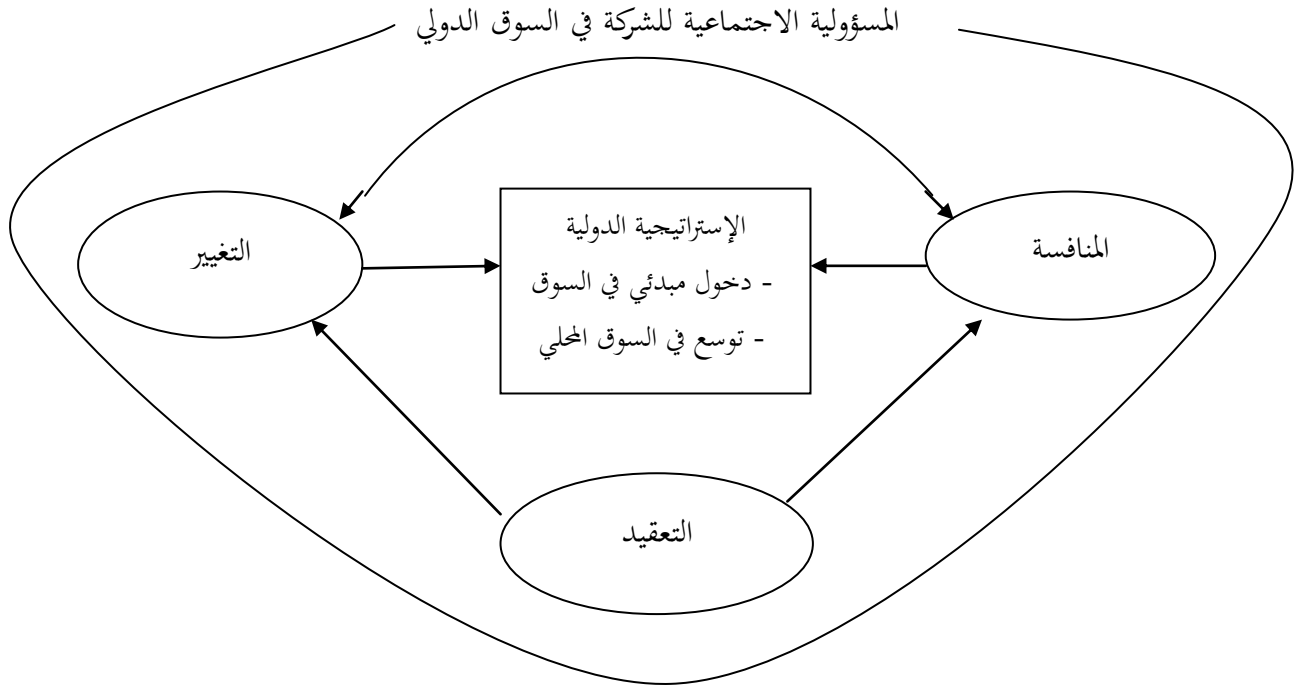 المسؤولية الاجتماعية للشركة في السوق الدولي
المنافسة
الإستراتيجية الدولية
- دخول مبدئي في السوق
- توسع في السوق المحلي
التغيير
التعقيد